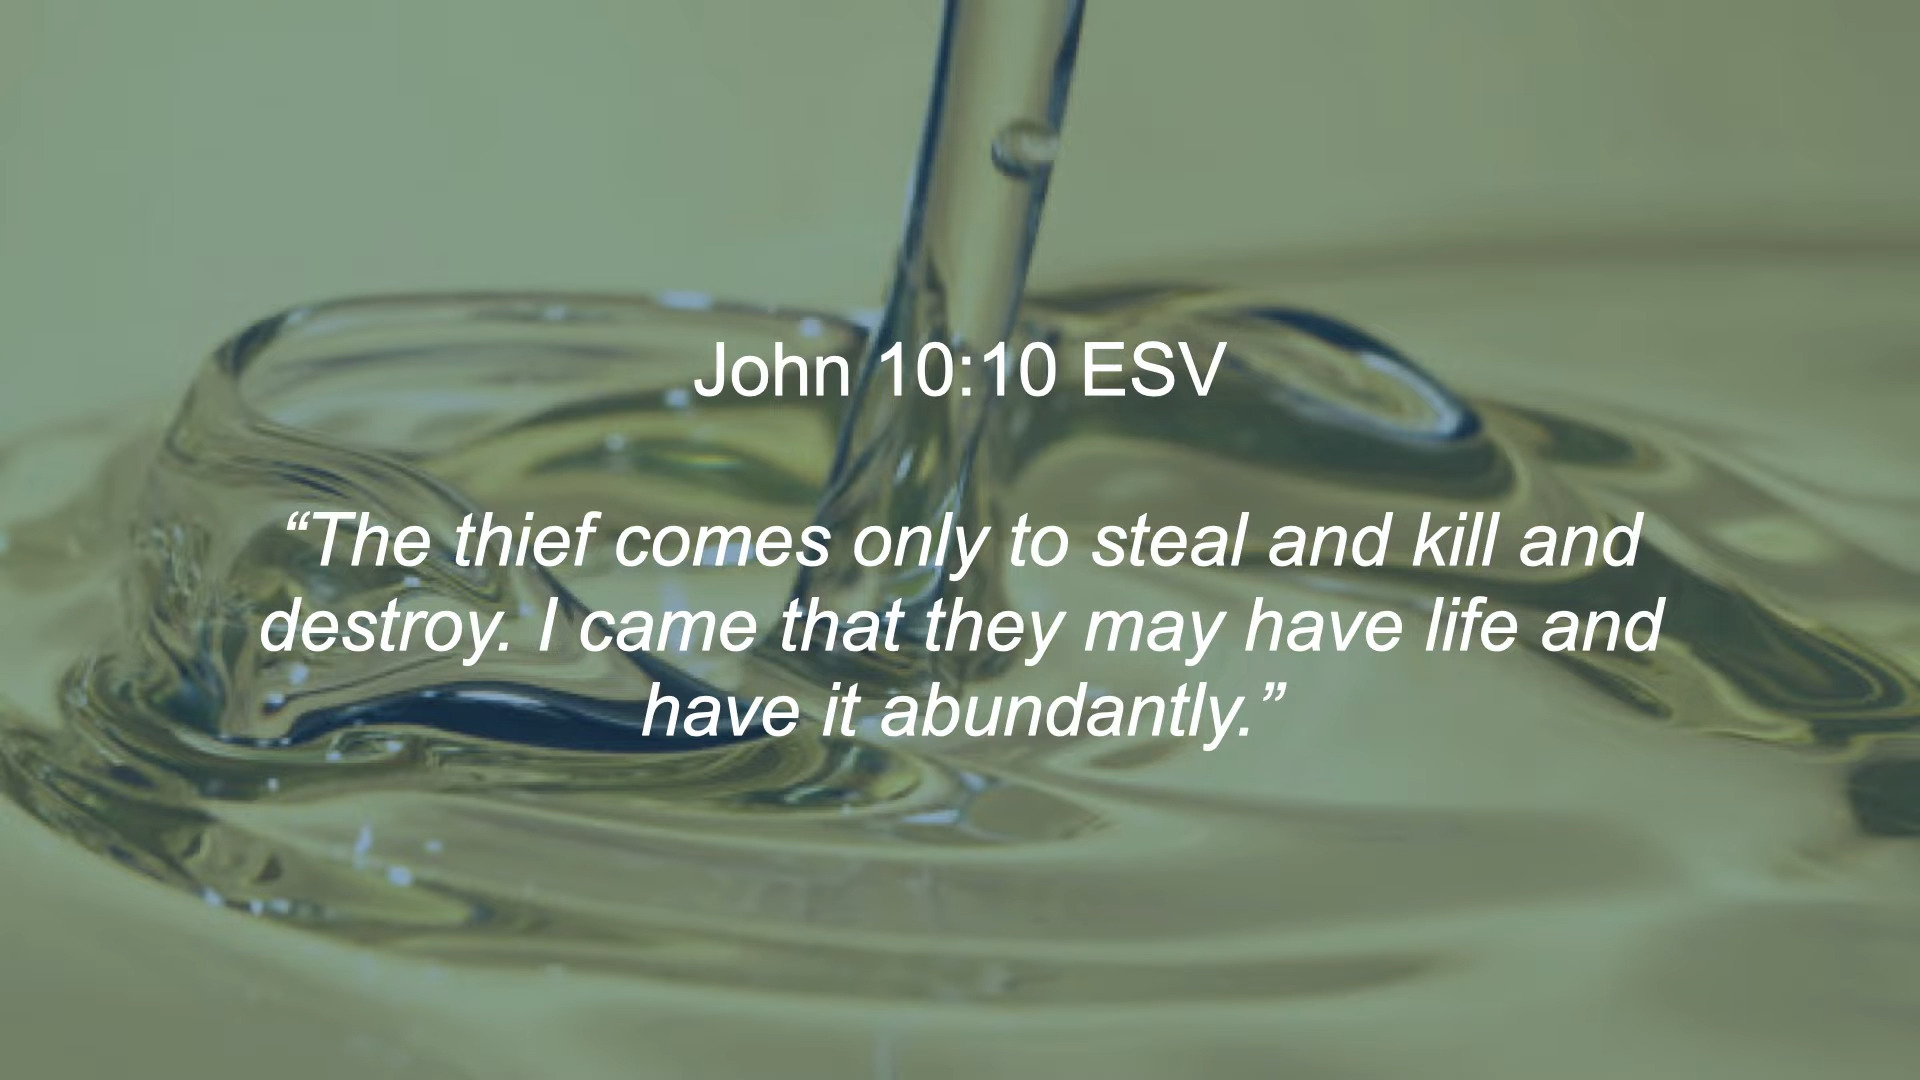 John 10:10 ESV
“The thief comes only to steal and kill and
destroy. I came that they may have life and
have it abundantly.”